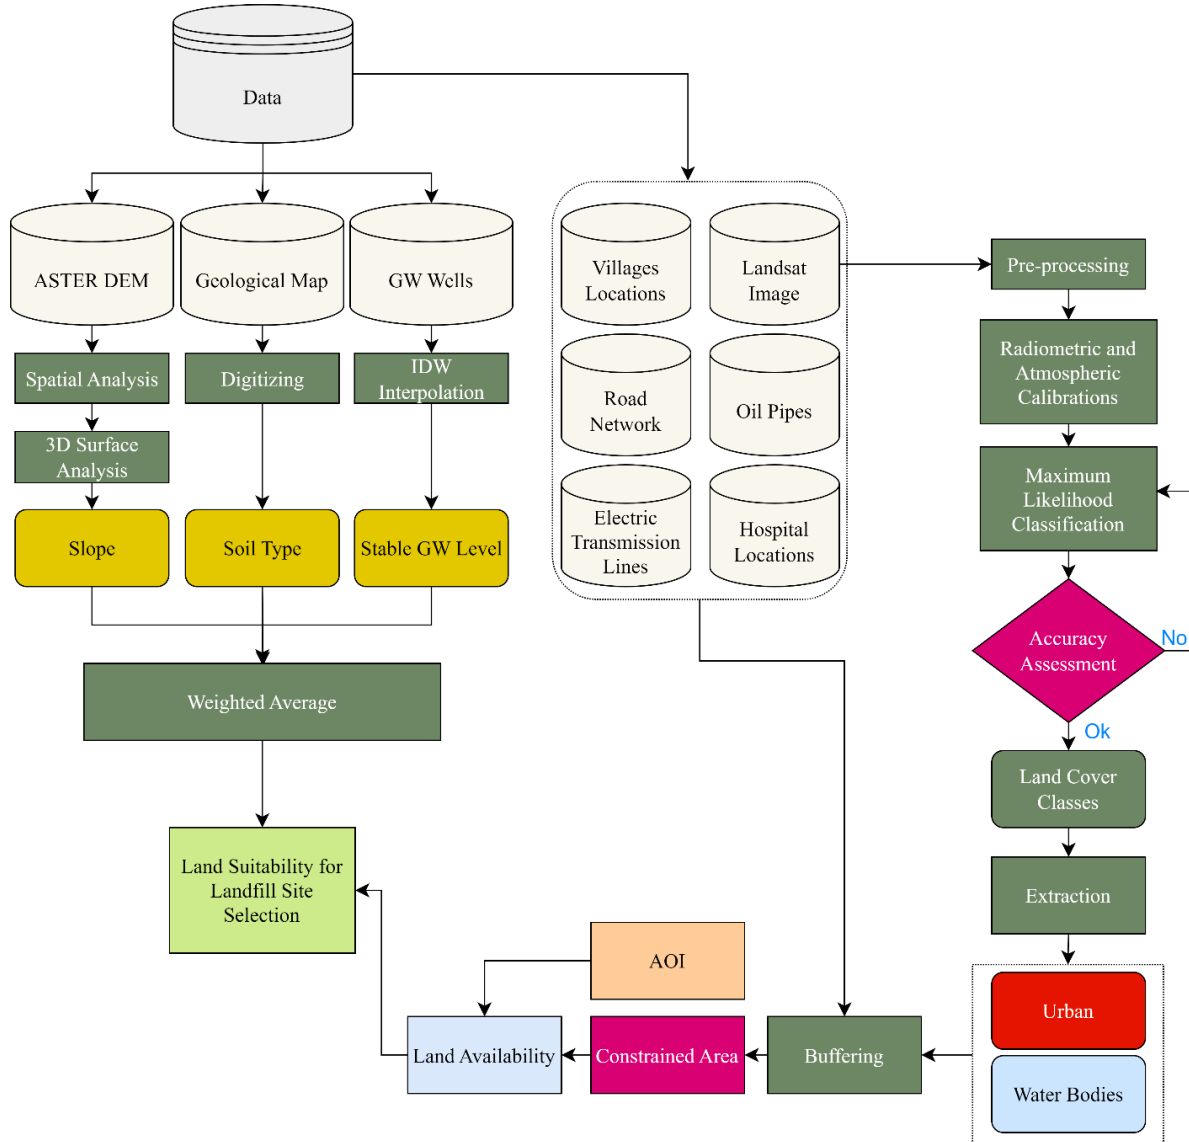 Data
ASTER DEM
Geological Map
GW Wells
Villages
Locations
Landsat
Image
Pre-processing
Spatial Analysis
Digitizing
IDW
Interpolation
Road
Network
Oil Pipes
Radiometric and
Atmospheric
Calibrations
3D Surface
Analysis
Maximum
Likelihood
Classification
Slope
Soil Type
Stable GW Level
Electric
Transmission
Lines
Hospital
Locations
Accuracy
Assessment
No
Ok
Weighted Average
Land Cover
Classes
Land Suitability for
Landfill Site
Selection
Extraction
AOI
Urban
Land Availability
Constrained Area
Buffering
Water Bodies